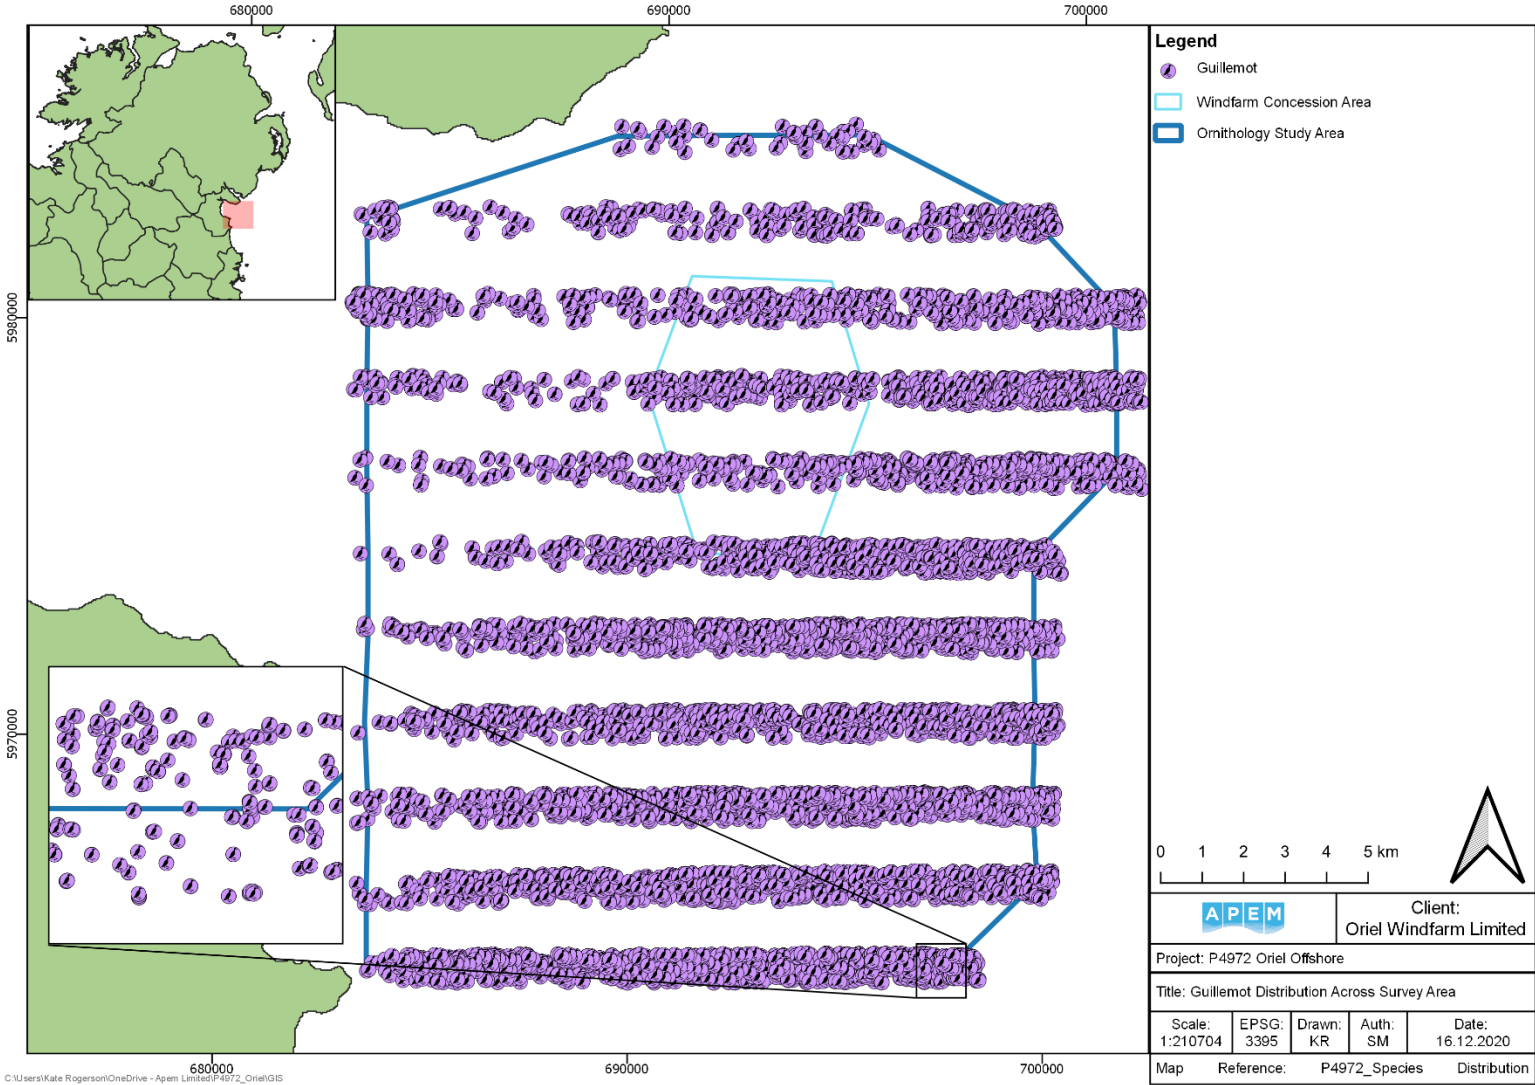 680000
690000
700000
5980000
5970000
Legend
Guillemot
Windfarm Concession Area
Ornithology Study Area
0 1 2 3 4 5 km
APEM
Client:
Oriel Windfarm Limited
Project: P4972 Oriel Offshore
Title: Guillemot Distribution Across Survey Area
Scale:
1:210704
EPSG:
3395
Drawn:
KR
Auth:
SM
Date:
16.12.2020
Map Reference: P4972_Species Distribution
680000
690000
700000
C:\Users\Kate Rogerson\OneDrive - Apem Limited\P4972_Oriel\GIS